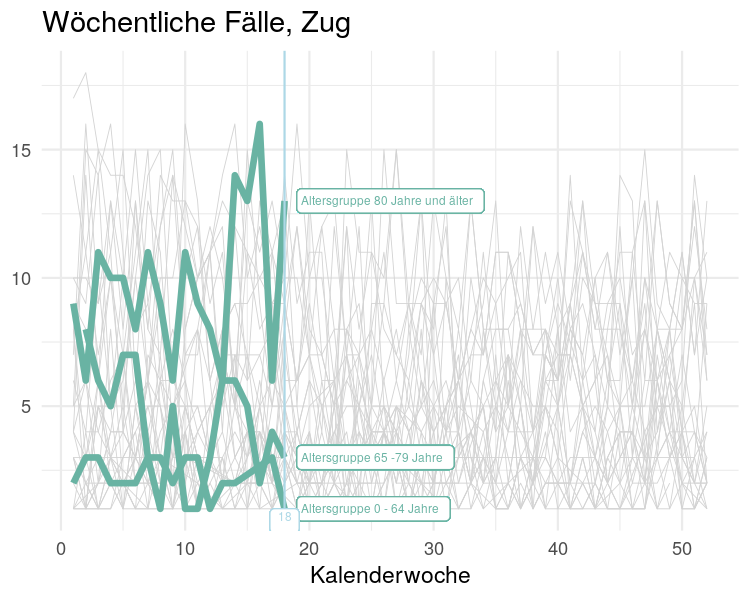 Wöchentliche Fälle, Zug
15
10
5
Altersgruppe 80 Jahre und älter
Altersgruppe 65 -79 Jahre
Altersgruppe 0 - 64 Jahre
18
0 10 20 30 40 50
Kalenderwoche